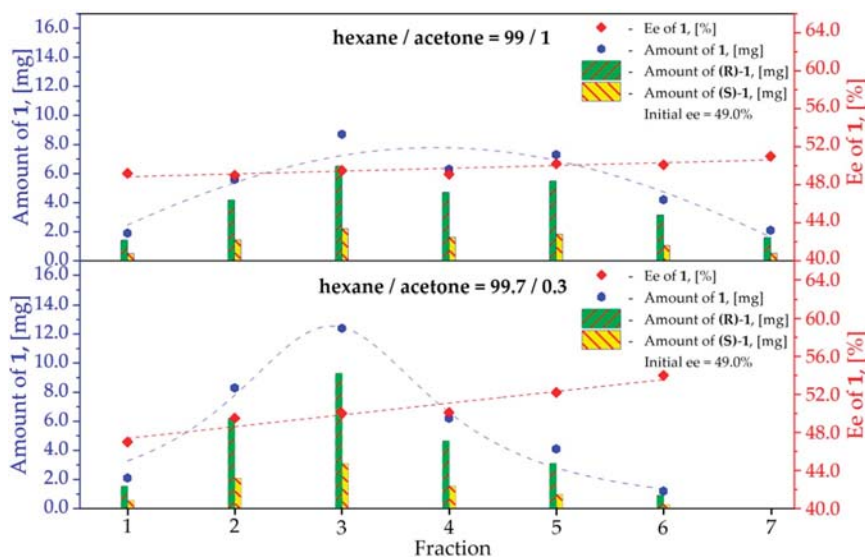 hexane / acetone = 99 / 1
- Ee of 1, [%]
- Amount of 1, [mg]
- Amount of (R)-1, [mg]
- Amount of (S)-1, [mg]
Initial ee = 49.0%
Amount of 1, [mg]
16.0
14.0
12.0
10.0
8.0
6.0
4.0
2.0
0.0
64.0
60.0
56.0
52.0
48.0
44.0
40.0
Ee of 1, [%]
hexane / acetone = 99.7 / 0.3
- Ee of 1, [%]
- Amount of 1, [mg]
- Amount of (R)-1, [mg]
- Amount of (S)-1, [mg]
Initial ee = 49.0%
Amount of 1, [mg]
16.0
14.0
12.0
10.0
8.0
6.0
4.0
2.0
0.0
64.0
60.0
56.0
52.0
48.0
44.0
40.0
Ee of 1, [%]
1 2 3 4 5 6 7
Fraction